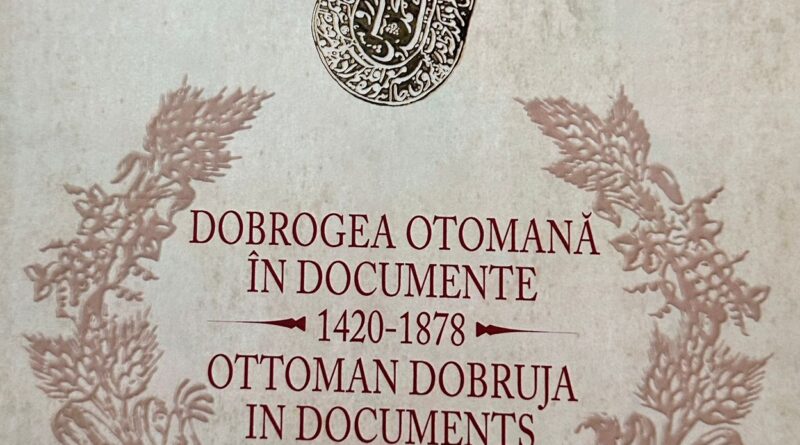 DOBROGEA OTOMANĂ
ÎN DOCUMENTE
1420-1878
OTTOMAN DOBRUJA
IN DOCUMENTS